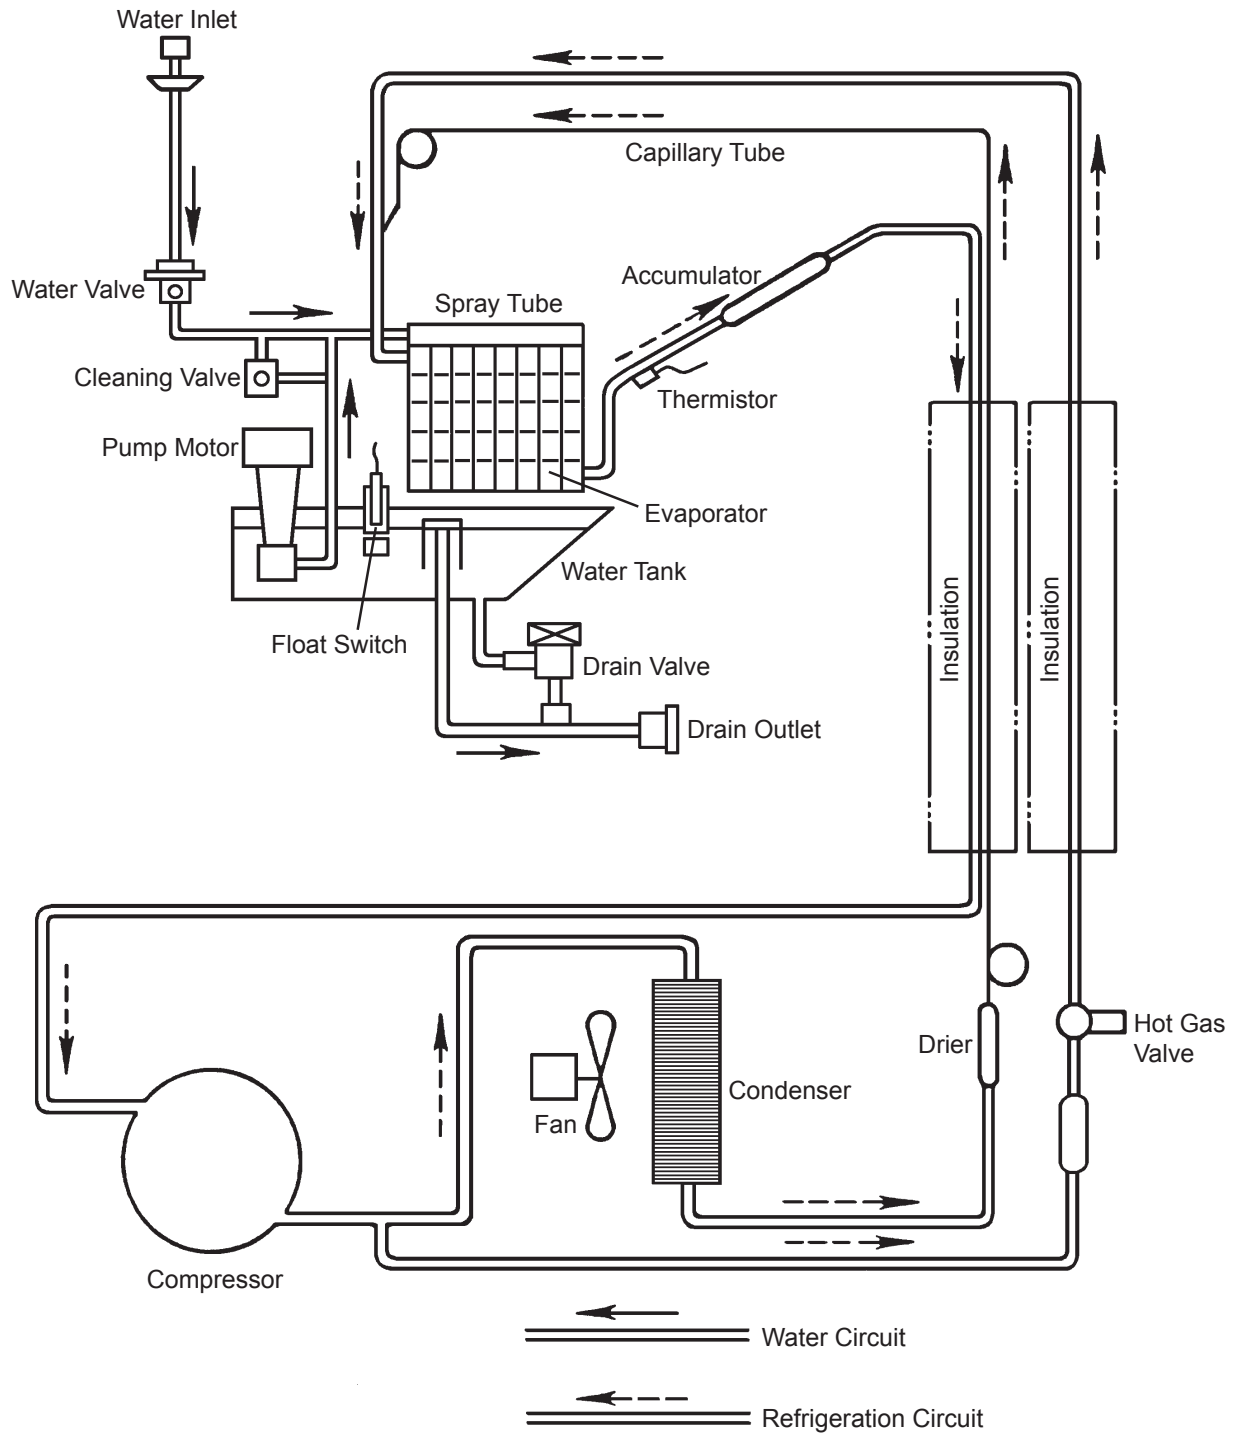 Water Inlet
Capillary Tube
Accumulator
Water Valve
Spray Tube
Cleaning Valve
Thermistor
Pump Motor
Evaporator
Water Tank
Insulation
Insulation
Float Switch
Drain Valve
Drain Outlet
Hot Gas
Valve
Drier
Condenser
Fan
Compressor
Water Circuit
Refrigeration Circuit